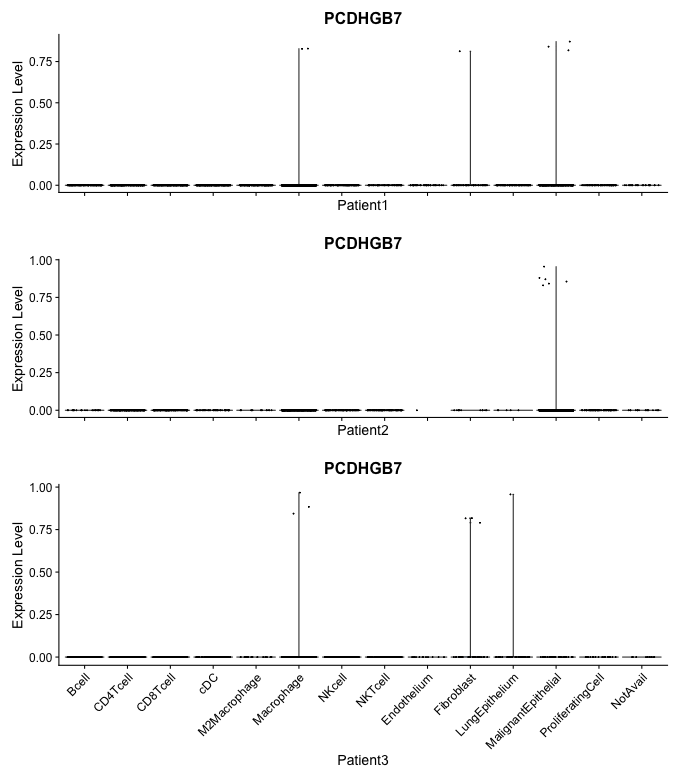 PCDHGB7
Expression Level
0.75
0.50
0.25
0.00
Patient1
PCDHGB7
Expression Level
1.00
0.75
0.50
0.25
0.00
Patient2
PCDHGB7
Expression Level
1.00
0.75
0.50
0.25
0.00
Bcell
CD4Tcell
CD8Tcell
cDC
M2Macrophage
Macrophage
NKcell
NKTcell
Endothelium
Fibroblast
LungEpithelium
MalignantEpithelial
ProliferatingCell
NotAvail
Patient3